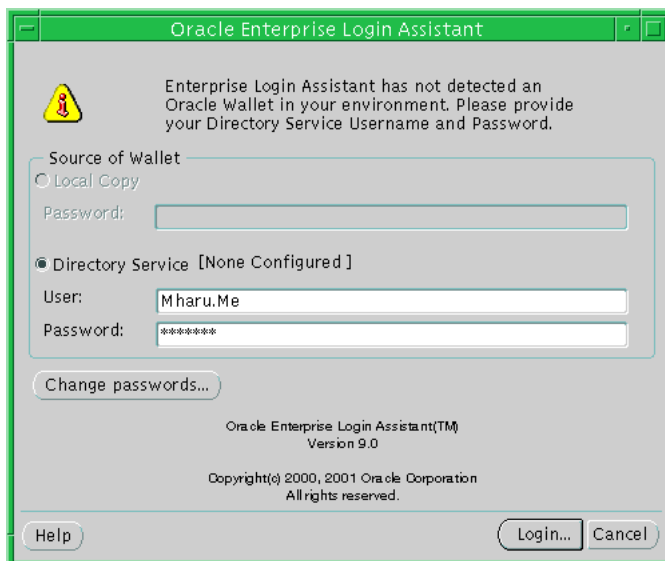 Oracle Enterprise Login Assistant
Enterprise Login Assistant has not detected an
Oracle Wallet in your environment. Please provide
your Directory Service Username and Password.
Source of Wallet
Local Copy
Password:
Directory Service [None Configured ]
User: Mharu.Me
Password: *******
Change passwords...
Oracle Enterprise Login Assistant(TM)
Version 9.0
Copyright(c) 2000, 2001 Oracle Corporation
All rights reserved.
Help Login... Cancel